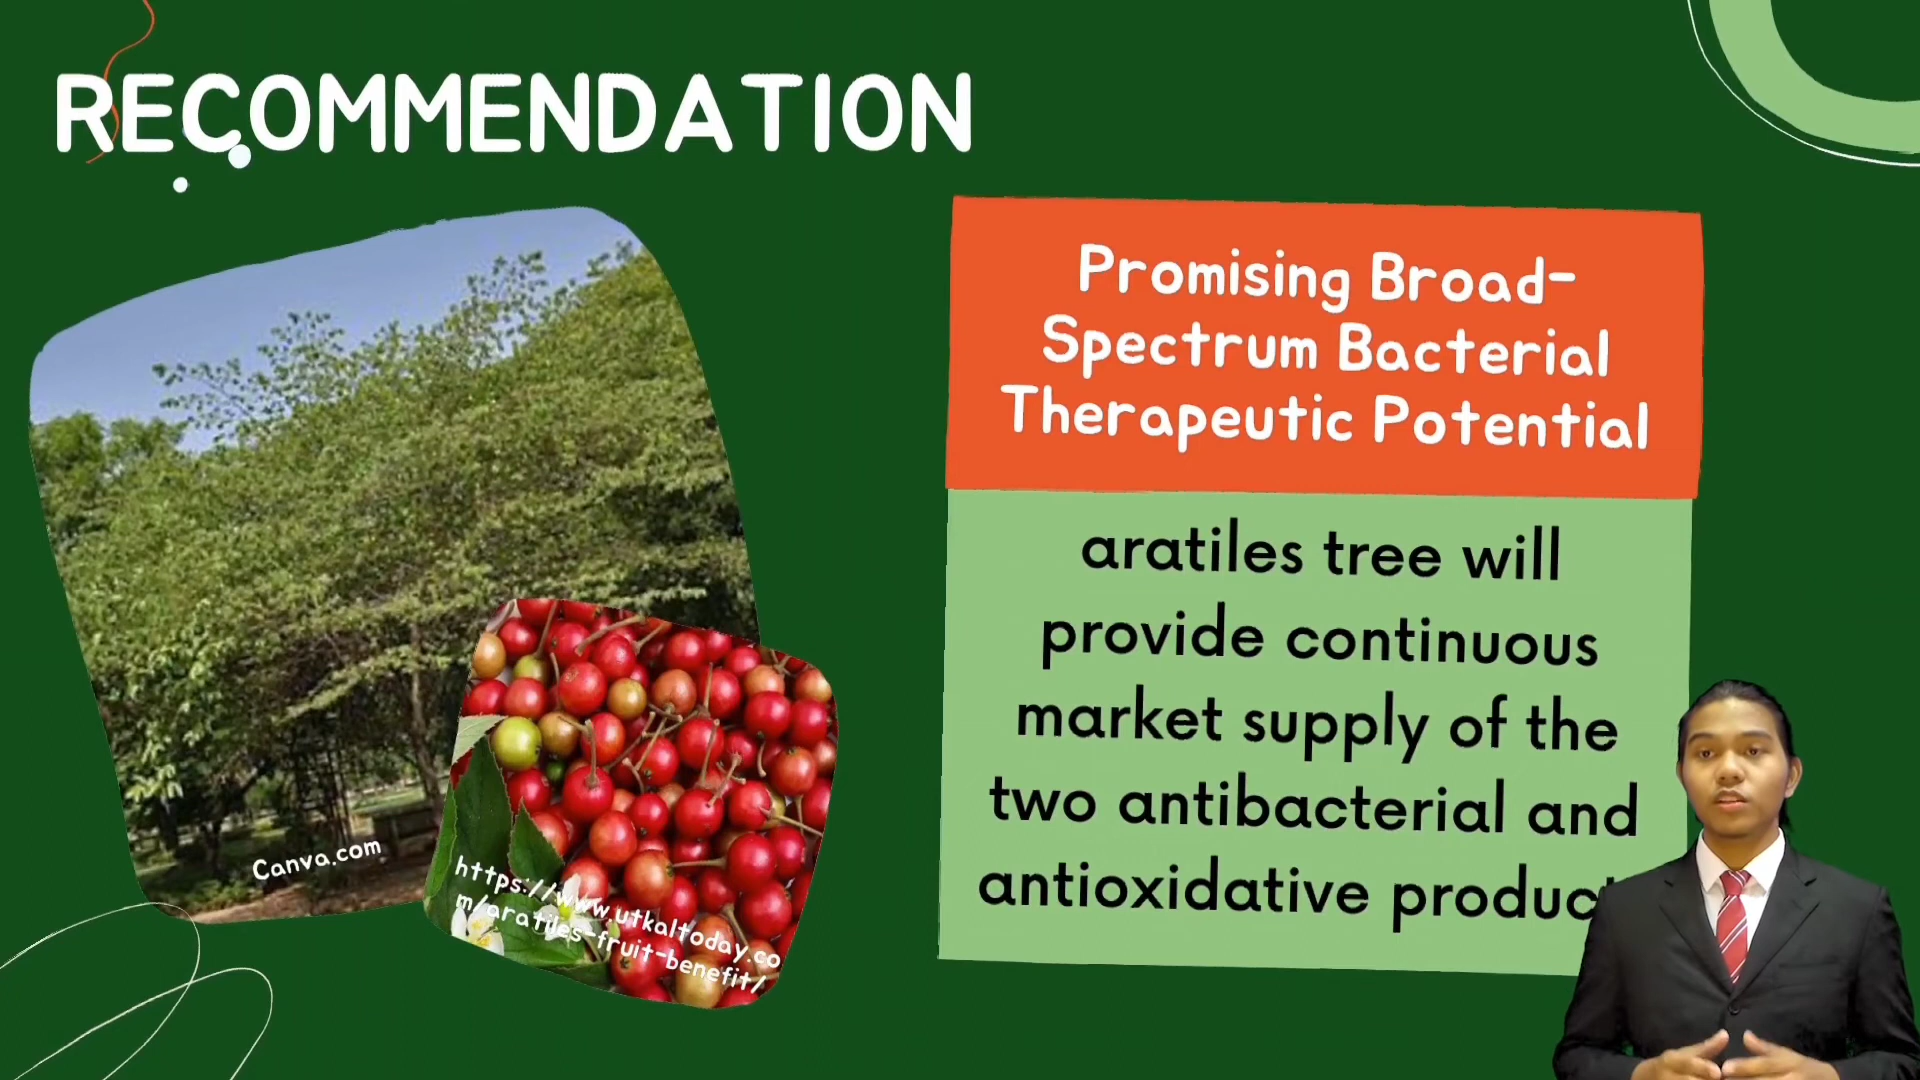 RECOMMENDATION
Promising Broad-
Spectrum Bacterial
Therapeutic Potential
aratiles tree will
provide continuous
market supply of the
two antibacterial and
antioxidative
Canva.com
https://www.utkaltoday.co
m/aratiles-fruit-benefit/